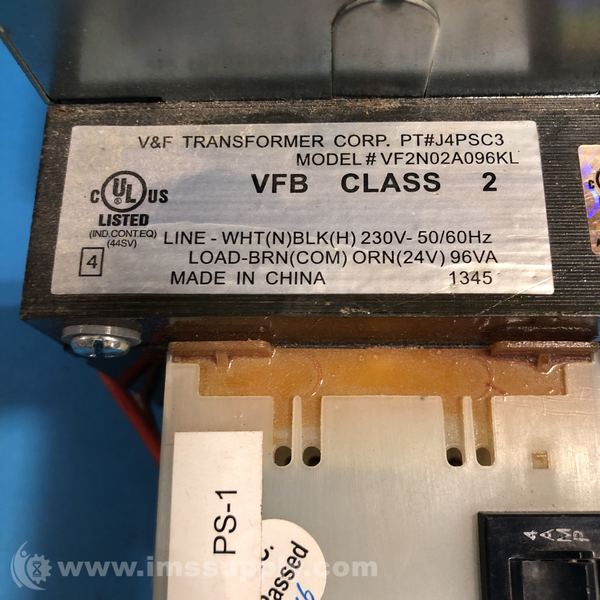 V&F TRANSFORMER CORP. PT#J4PSC3
MODEL # VF2N02A096KL
VFB CLASS 2
C UL US
LISTED
(IND.CONT.EQ)
(44SV)
4
LINE - WHT(N)BLK(H) 230V- 50/60Hz
LOAD-BRN(COM) ORN(24V) 96VA
MADE IN CHINA 1345
PS-1
Passed
4
AMP
www.imssupply.com